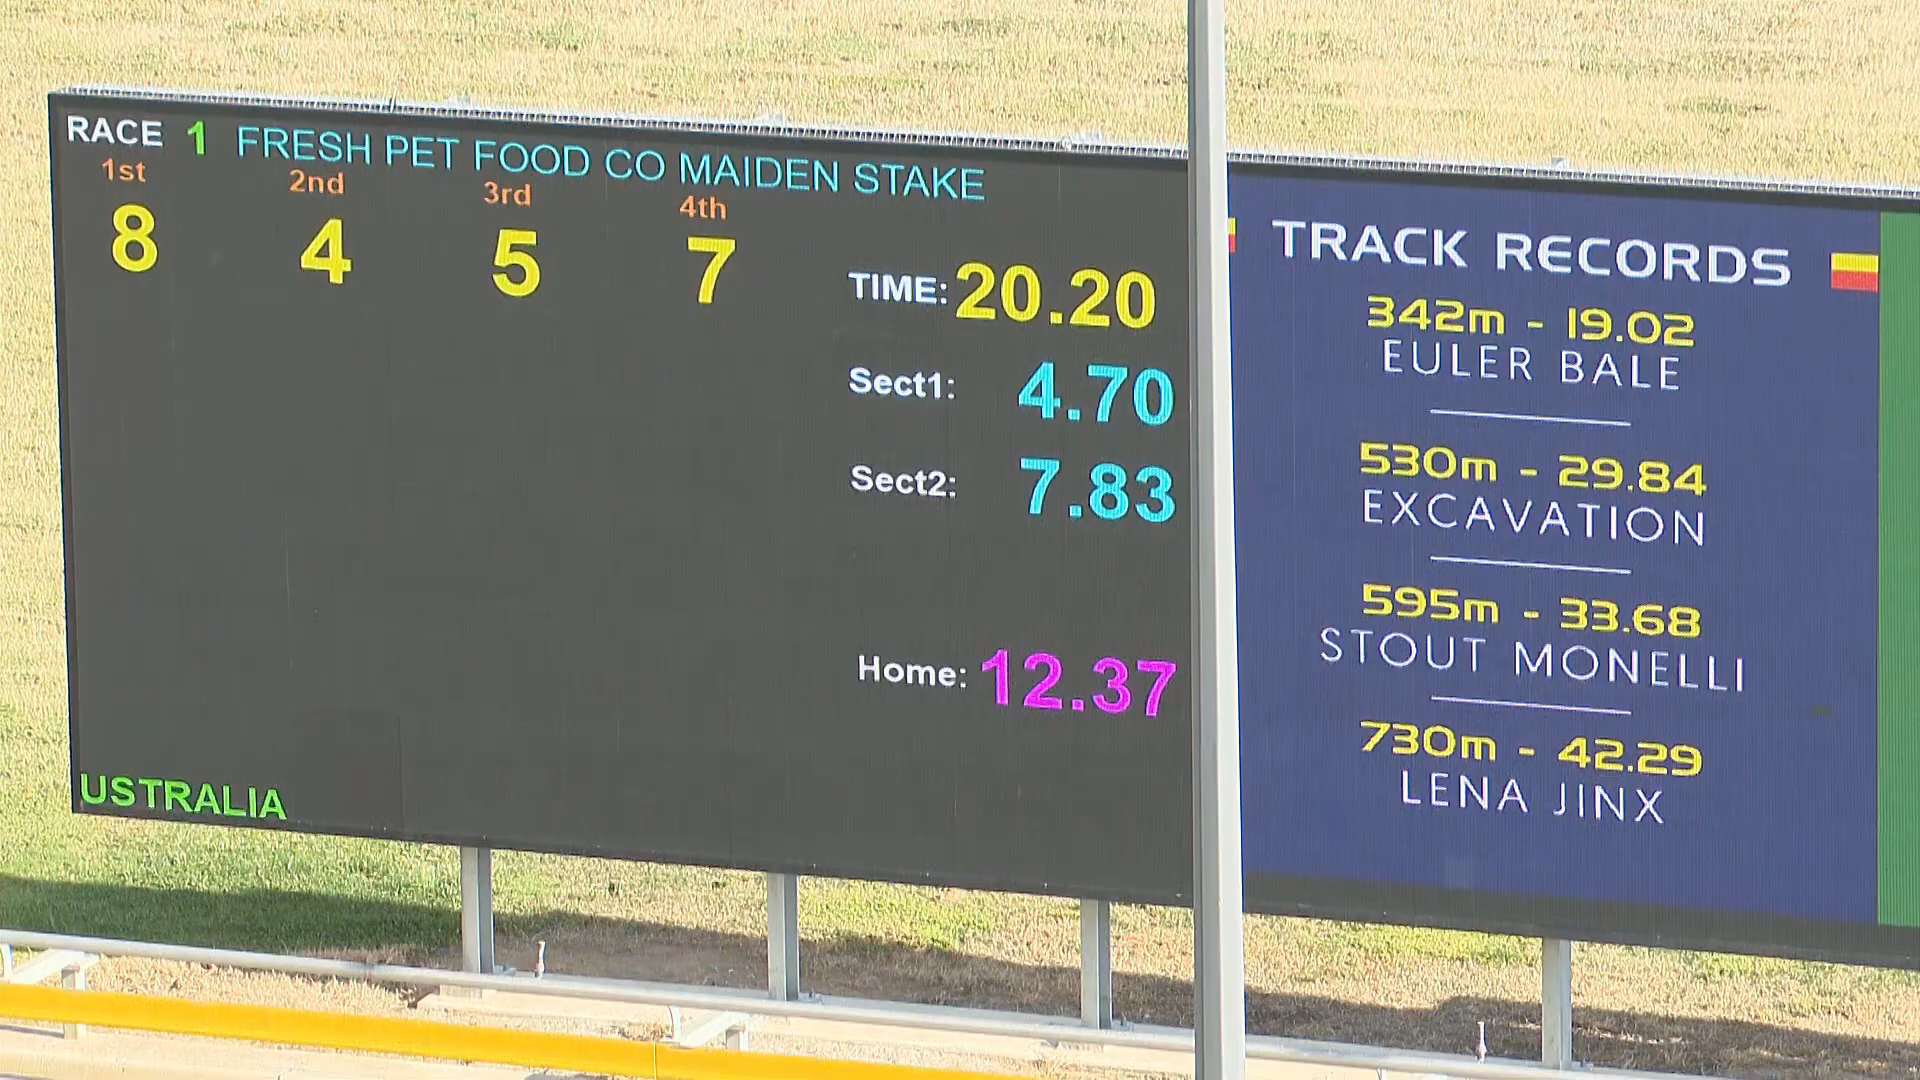 RACE 1 FRESH PET FOOD CO MAIDEN STAKE
1st 2nd 3rd 4th
8 4 5 7
TIME: 20.20
Sect1: 4.70
Sect2: 7.83
Home: 12.37
USTRALIA
TRACK RECORDS
342m - 19.02
EULER BALE
530m - 29.84
EXCAVATION
595m - 33.68
STOUT MONELLI
730m - 42.29
LENA JINX